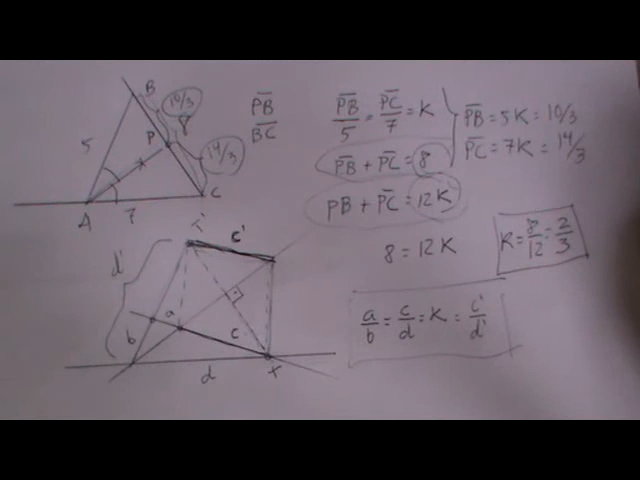 B
10/3
8
P
14/3
5
C
A
7
PB
BC
PB/5 = PC/7 = K
PB = 5K = 10/3
PC = 7K = 14/3
PB + PC = 8
PB + PC = 12K
8 = 12K
K = 8/12 = 2/3
a/b = c/d = K = c'/d'
c'
d'
a
b
c
d
x